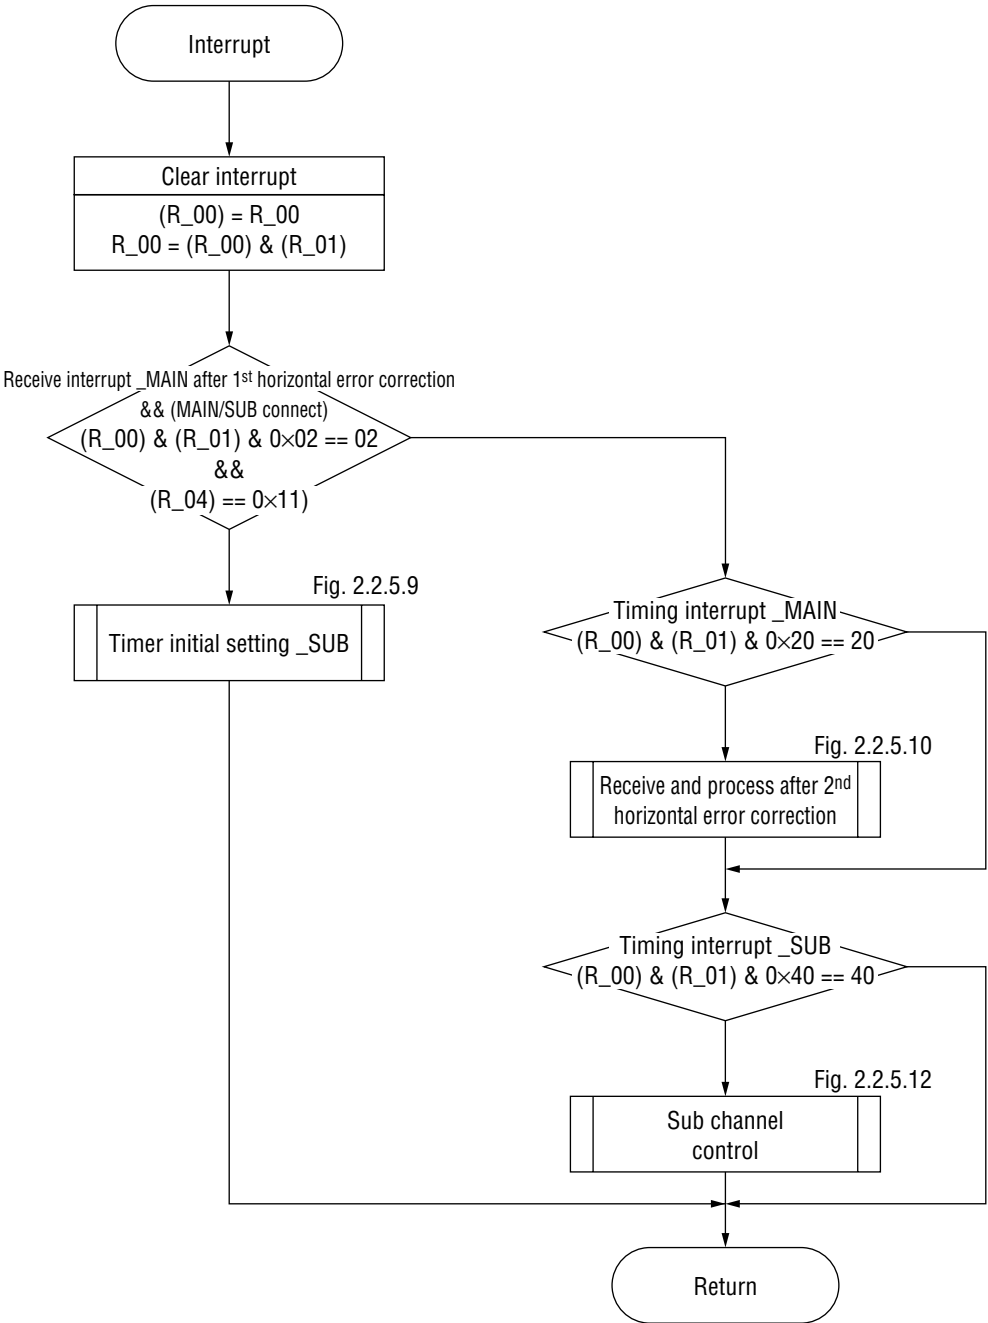 Interrupt
Clear interrupt
(R_00) = R_00
R_00 = (R_00) & (R_01)
Receive interrupt _MAIN after 1st horizontal error correction
&& (MAIN/SUB connect)
(R_00) & (R_01) & 0×02 == 02
&&
(R_04) == 0×11)
Fig. 2.2.5.9
Timer initial setting _SUB
Timing interrupt _MAIN
(R_00) & (R_01) & 0×20 == 20
Fig. 2.2.5.10
Receive and process after 2nd
horizontal error correction
Timing interrupt _SUB
(R_00) & (R_01) & 0×40 == 40
Fig. 2.2.5.12
Sub channel
control
Return